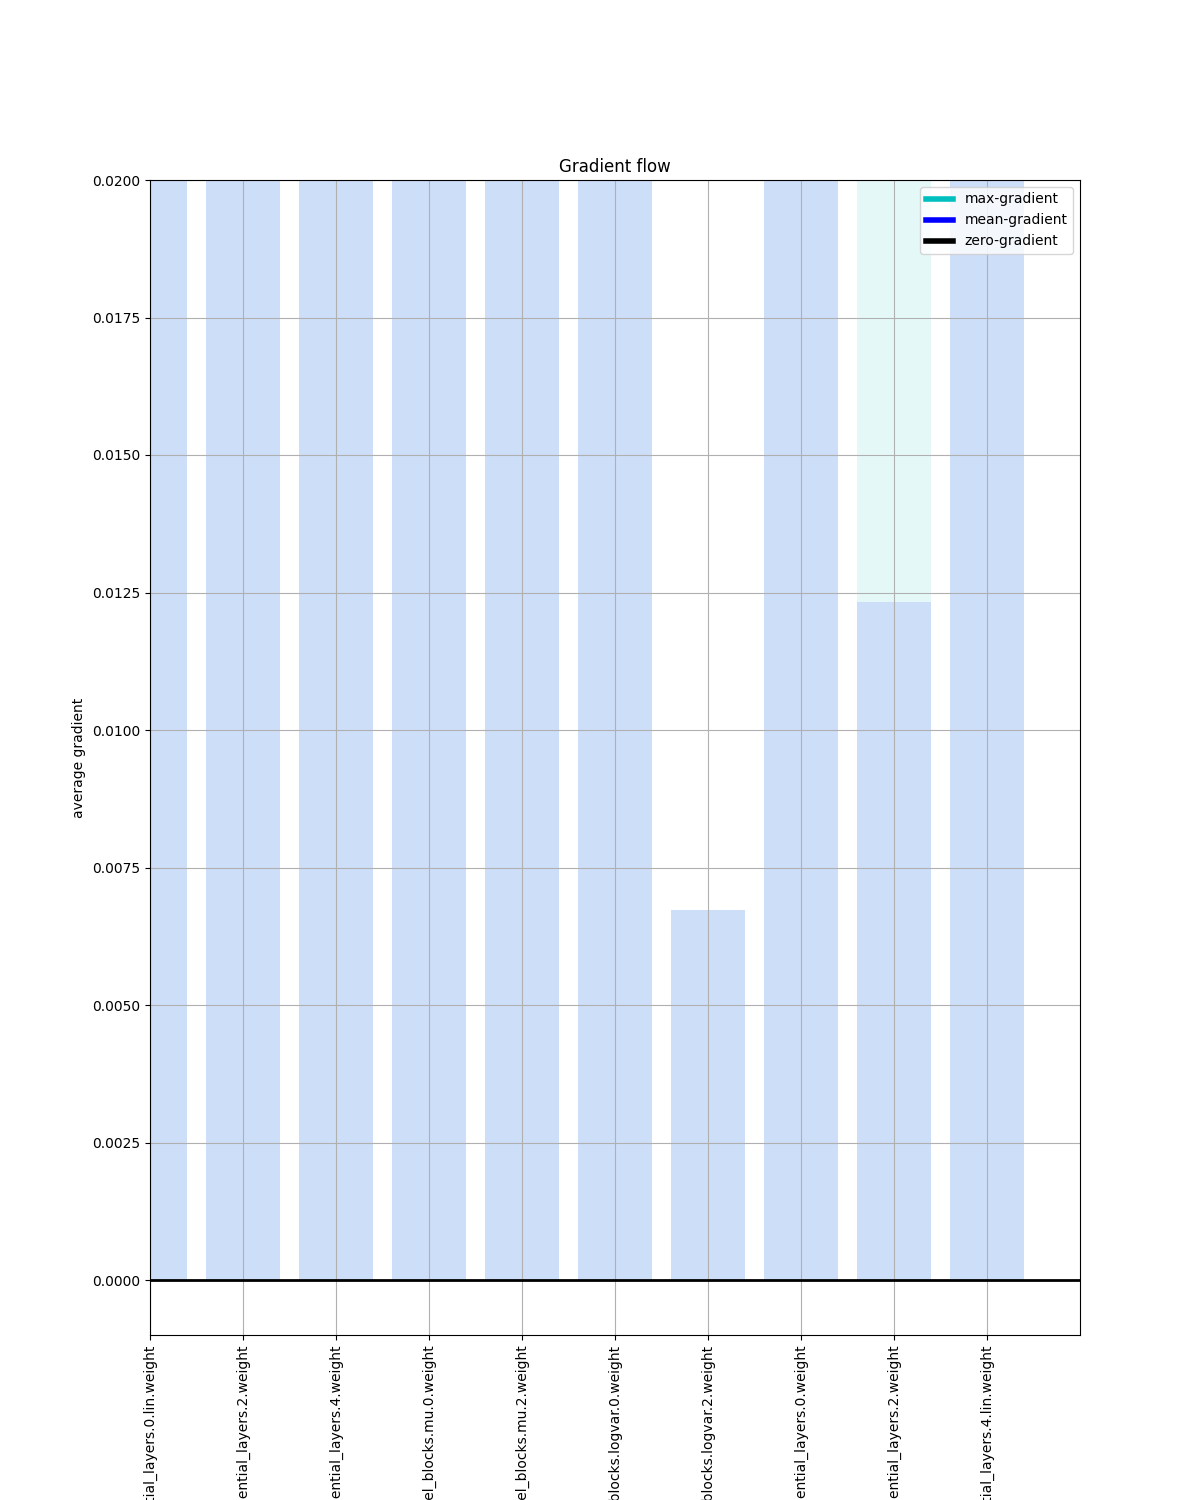 Gradient flow
max-gradient
mean-gradient
zero-gradient
0.0200
0.0175
0.0150
0.0125
0.0100
0.0075
0.0050
0.0025
0.0000
average gradient
tial_layers.0.lin.weight
ential_layers.2.weight
ential_layers.4.weight
el_blocks.mu.0.weight
el_blocks.mu.2.weight
blocks.logvar.0.weight
blocks.logvar.2.weight
ential_layers.0.weight
ential_layers.2.weight
tial_layers.4.lin.weight